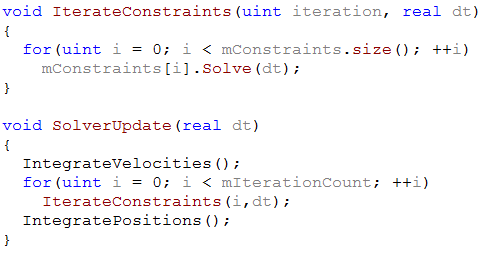 void IterateConstraints(uint iteration, real dt)
{
  for(uint i = 0; i < mConstraints.size(); ++i)
    mConstraints[i].Solve(dt);
}

void SolverUpdate(real dt)
{
  IntegrateVelocities();
  for(uint i = 0; i < mIterationCount; ++i)
    IterateConstraints(i,dt);
  IntegratePositions();
}